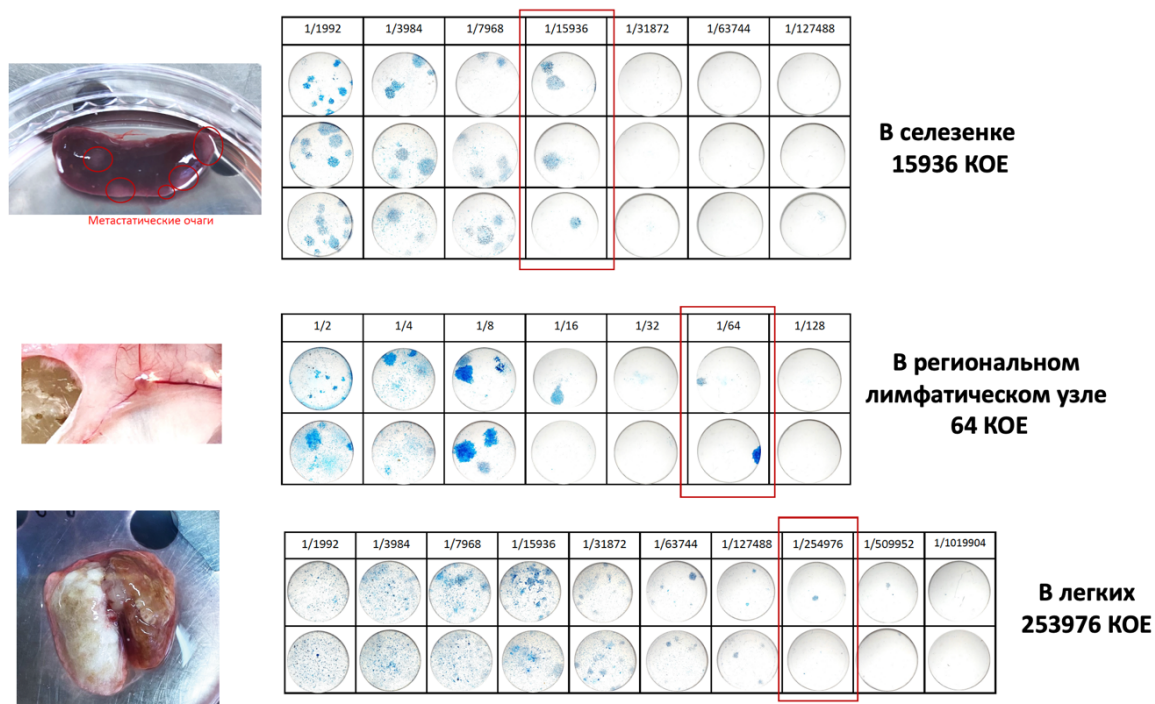 1/1992 1/3984 1/7968 1/15936 1/31872 1/63744 1/127488
В селезенке
15936 КОЕ
Метастатические очаги
1/2 1/4 1/8 1/16 1/32 1/64 1/128
В региональном
лимфатическом узле
64 КОЕ
1/1992 1/3984 1/7968 1/15936 1/31872 1/63744 1/127488 1/254976 1/509952 1/1019904
В легких
253976 КОЕ